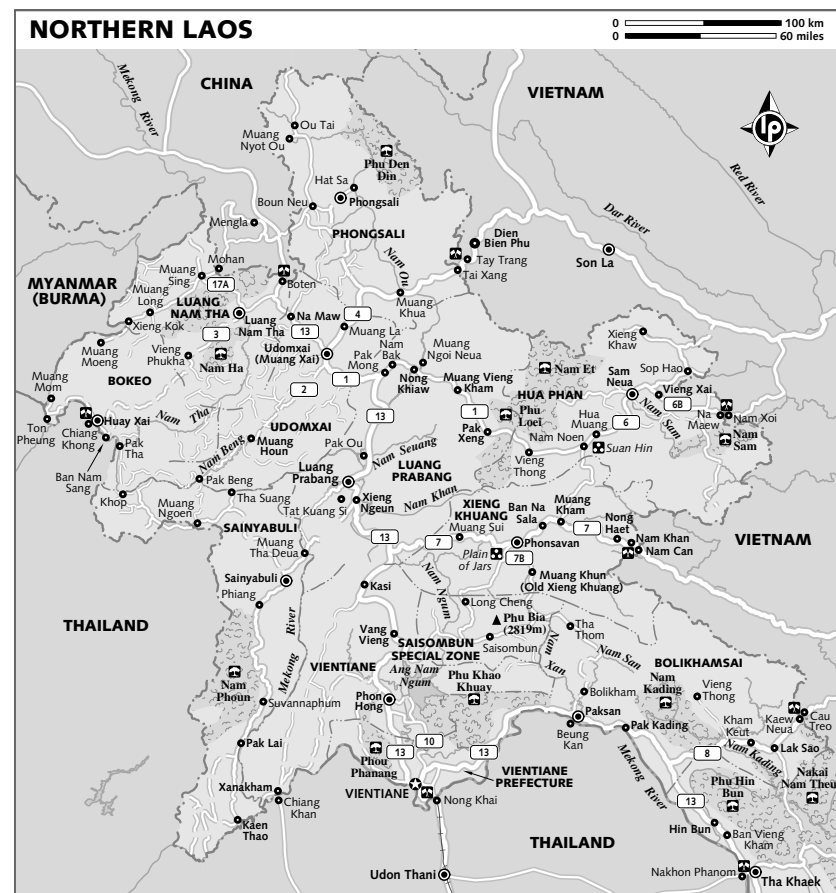 NORTHERN LAOS
0 100 km
0 60 miles
CHINA
VIETNAM
Mekong
River
Ou Tai
Muang
Nyot Ou
Phu Den
Din
lp
Red River
Hat Sa
Boun Neu
Phongsali
Mengla
PHONGSALI
Dien
Bien Phu
Dar River
Son La
Nam Ou
Tay Trang
Tai Xang
MYANMAR
(BURMA)
Mohan
Muang
Sing
17A
Boten
Muang
Long
LUANG
NAM THA
Luang
Nam Tha
Na Maw
4
Muang
Khua
Xieng Kok
3
13
Muang La
Udomxai
(Muang Xai)
Nam
Bak
Pak
Mong
Muang
Ngoi Neua
Nong
Khiaw
Muang
Moeng
Vieng
Phukha
Nam Ha
Xieng
Khaw
Nam Et
Sop Hao
Sam
Neua
Vieng Xai
BOKEO
2
1
Muang Vieng
Kham
HUA PHAN
6B
Muang
Mom
13
1
Phu
Loei
Hua
Muang
6
Nam Sam
Na
Maew
Nam Xoi
Nam
Sam
Ton
Pheung
Huay Xai
Nam Tha
UDOMXAI
Pak
Xeng
Nam Noen
Suan Hin
Chiang
Khong
Pak
Tha
Nam Beng
Muang
Houn
Pak Ou
Nam Seuang
Vieng
Thong
Ban Nam
Sang
LUANG
PRABANG
Luang
Prabang
Khop
Pak Beng
Tha Suang
Nam Khan
Xieng
Ngeun
Tat Kuang Si
Muang
Ngoen
XIENG
KHUANG
Ban Na
Sala
Muang
Kham
SAINYABULI
Muang Sui
7
Nong
Haet
Nam Khan
Nam Can
13
7
Phonsavan
VIETNAM
Muang
Tha Deua
Plain
of Jars
7B
Muang Khun
(Old Xieng Khuang)
Sainyabuli
Kasi
Nam Ngum
Phiang
Long Cheng
Phu Bia
(2819m)
Tha
Thom
THAILAND
Mekong River
Vang
Vieng
SAISOMBUN
SPECIAL ZONE
Saisombun
Nam Xan
Nam San
BOLIKHAMSAI
VIENTIANE
Ang Nam
Ngum
Phu Khao
Khuay
Nam
Kading
Vieng
Thong
Nam
Phoun
Suvannaphum
Phon
Hong
Bolikham
Paksan
Kaew
Neua
Cau
Treo
Kham
Keut
Pak Lai
Beung
Kan
Pak Kading
Nam Kading
Lak Sao
10
13
13
8
Phou
Phanang
VIENTIANE
PREFECTURE
Mekong River
Phu Hin
Bun
Nakai
Nam Theu
Xanakham
VIENTIANE
Nong Khai
Chiang
Khan
13
Kaen
Thao
Hin Bun
Ban Vieng
Kham
THAILAND
Udon Thani
Nakhon Phanom
Tha Khaek